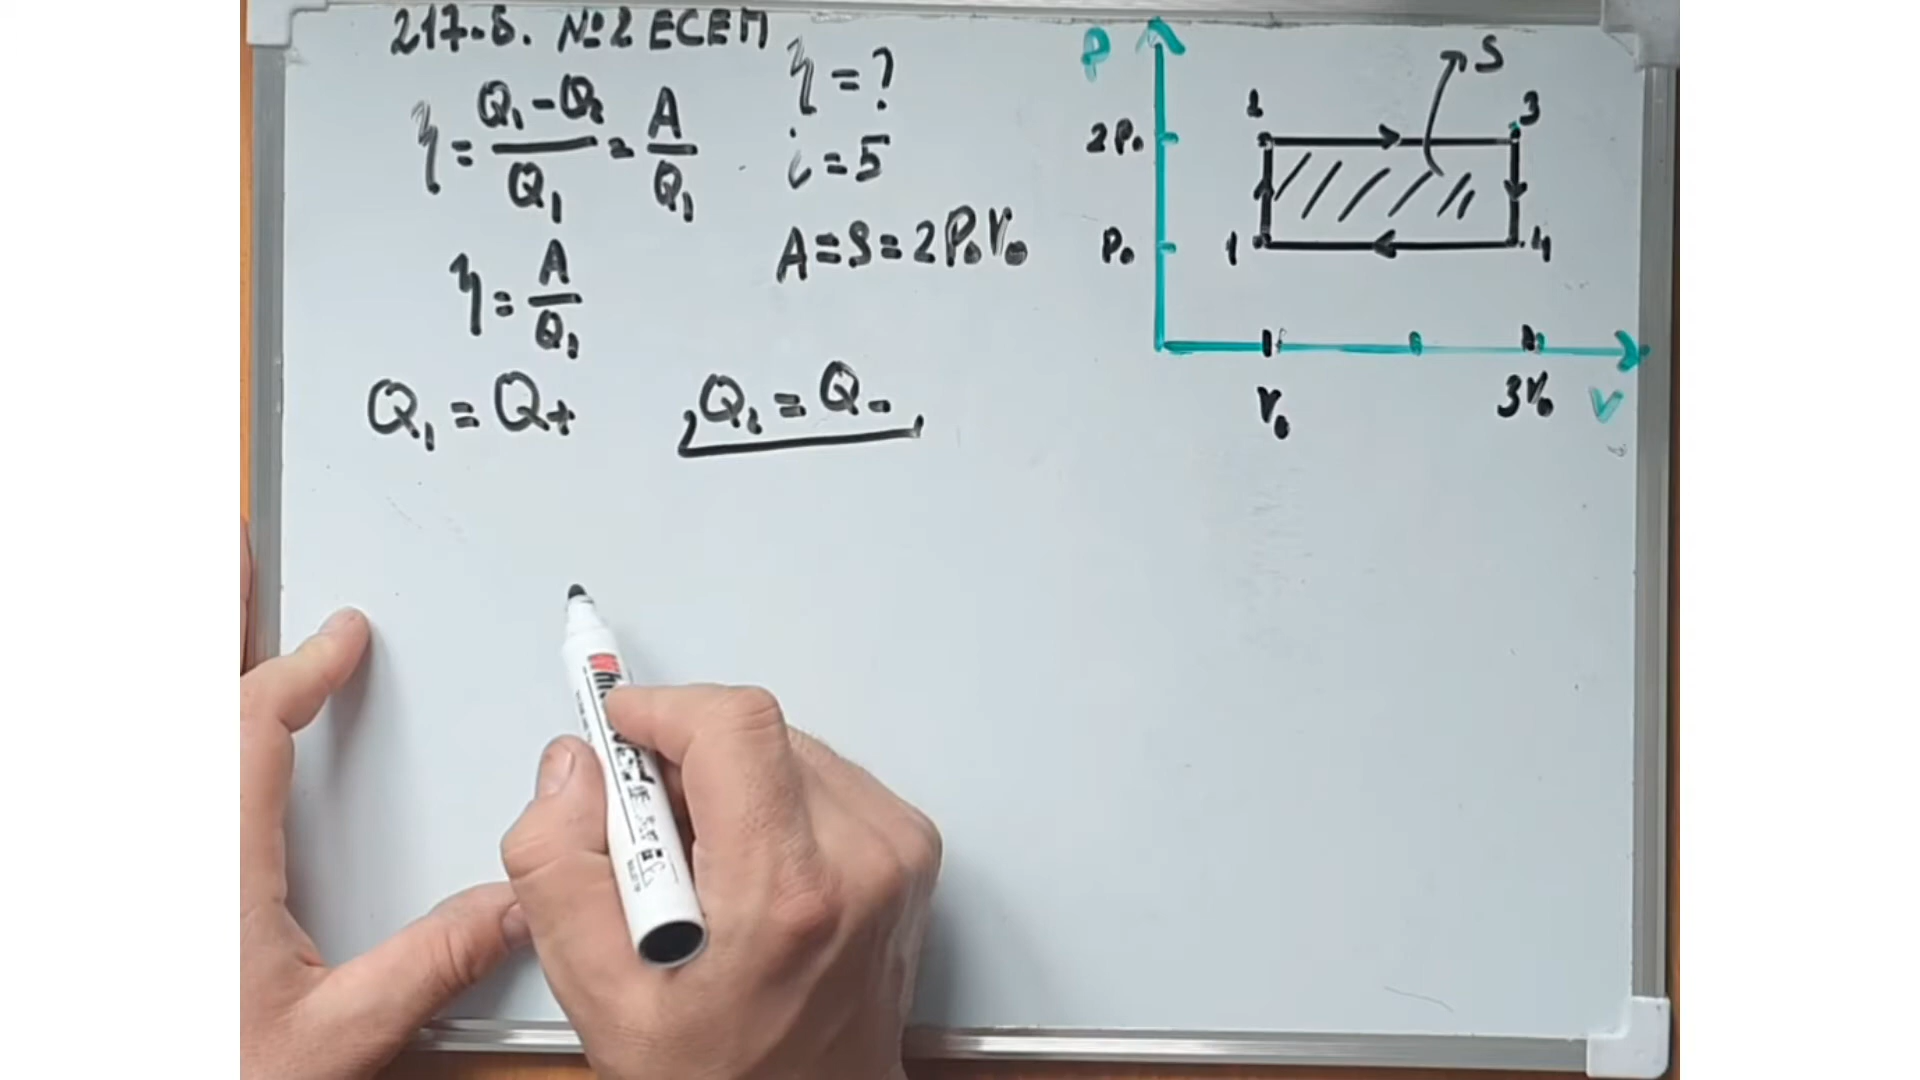 217-б. №2 ЕСЕП
η = (Q₁ - Q₂)/Q₁ = A/Q₁
η = ?
i = 5
A = S = 2P₀V₀
η = A/Q₁
Q₁ = Q+
Q₂ = Q-
P
S
2
3
2P₀
P₀
1
4
V₀
3V₀
V